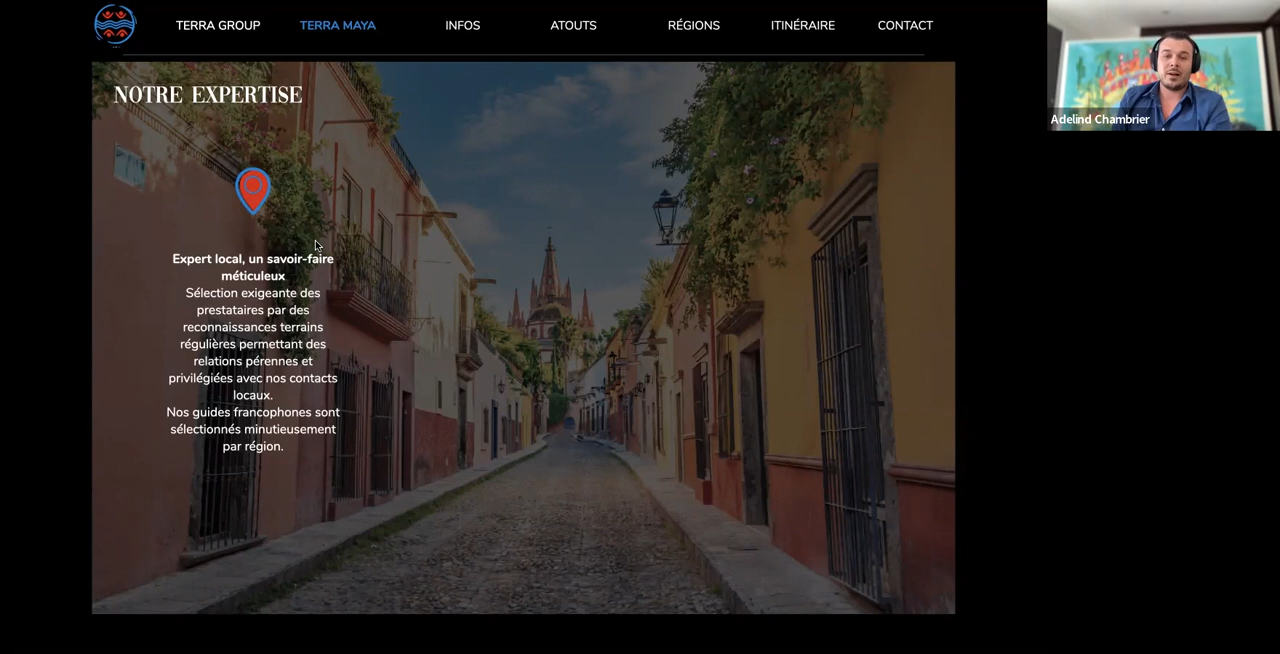 TERRA GROUP TERRA MAYA INFOS ATOUTS RÉGIONS ITINÉRAIRE CONTACT
Adelind Chambrier
NOTRE EXPERTISE
Expert local, un savoir-faire
méticuleux
Sélection exigeante des
prestataires par des
reconnaissances terrains
régulières permettant des
relations pérennes et
privilégiées avec nos contacts
locaux.
Nos guides francophones sont
sélectionnés minutieusement
par région.